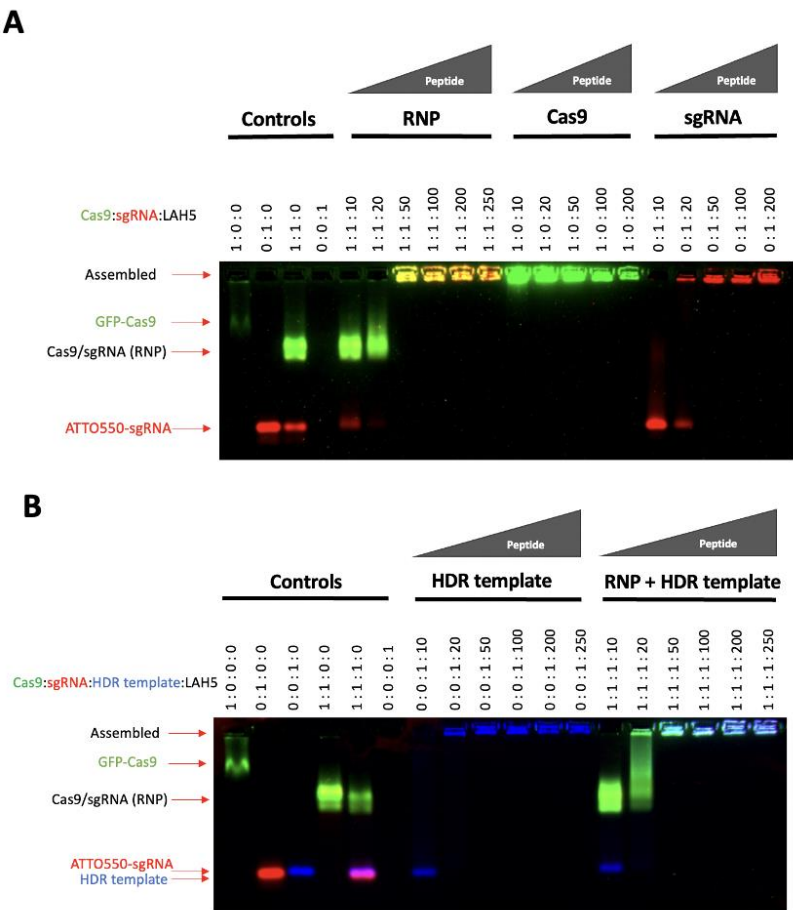 A
Peptide Peptide Peptide
Controls RNP Cas9 sgRNA
Cas9:sgRNA:LAH5 1:0:0 0:1:0 1:1:0 0:0:1 1:1:10 1:1:20 1:1:50 1:1:100 1:1:200 1:1:250 1:0:10 1:0:20 1:0:50 1:0:100 1:0:200 0:1:10 0:1:20 0:1:50 0:1:100 0:1:200
Assembled
GFP-Cas9
Cas9/sgRNA (RNP)
ATTO550-sgRNA
B
Peptide Peptide
Controls HDR template RNP + HDR template
Cas9:sgRNA:HDR template:LAH5 1:0:0:0 0:1:0:0 0:0:1:0 1:1:0:0 1:1:1:0 0:0:0:1 0:0:1:10 0:0:1:20 0:0:1:50 0:0:1:100 0:0:1:200 0:0:1:250 1:1:1:10 1:1:1:20 1:1:1:50 1:1:1:100 1:1:1:200 1:1:1:250
Assembled
GFP-Cas9
Cas9/sgRNA (RNP)
ATTO550-sgRNA
HDR template